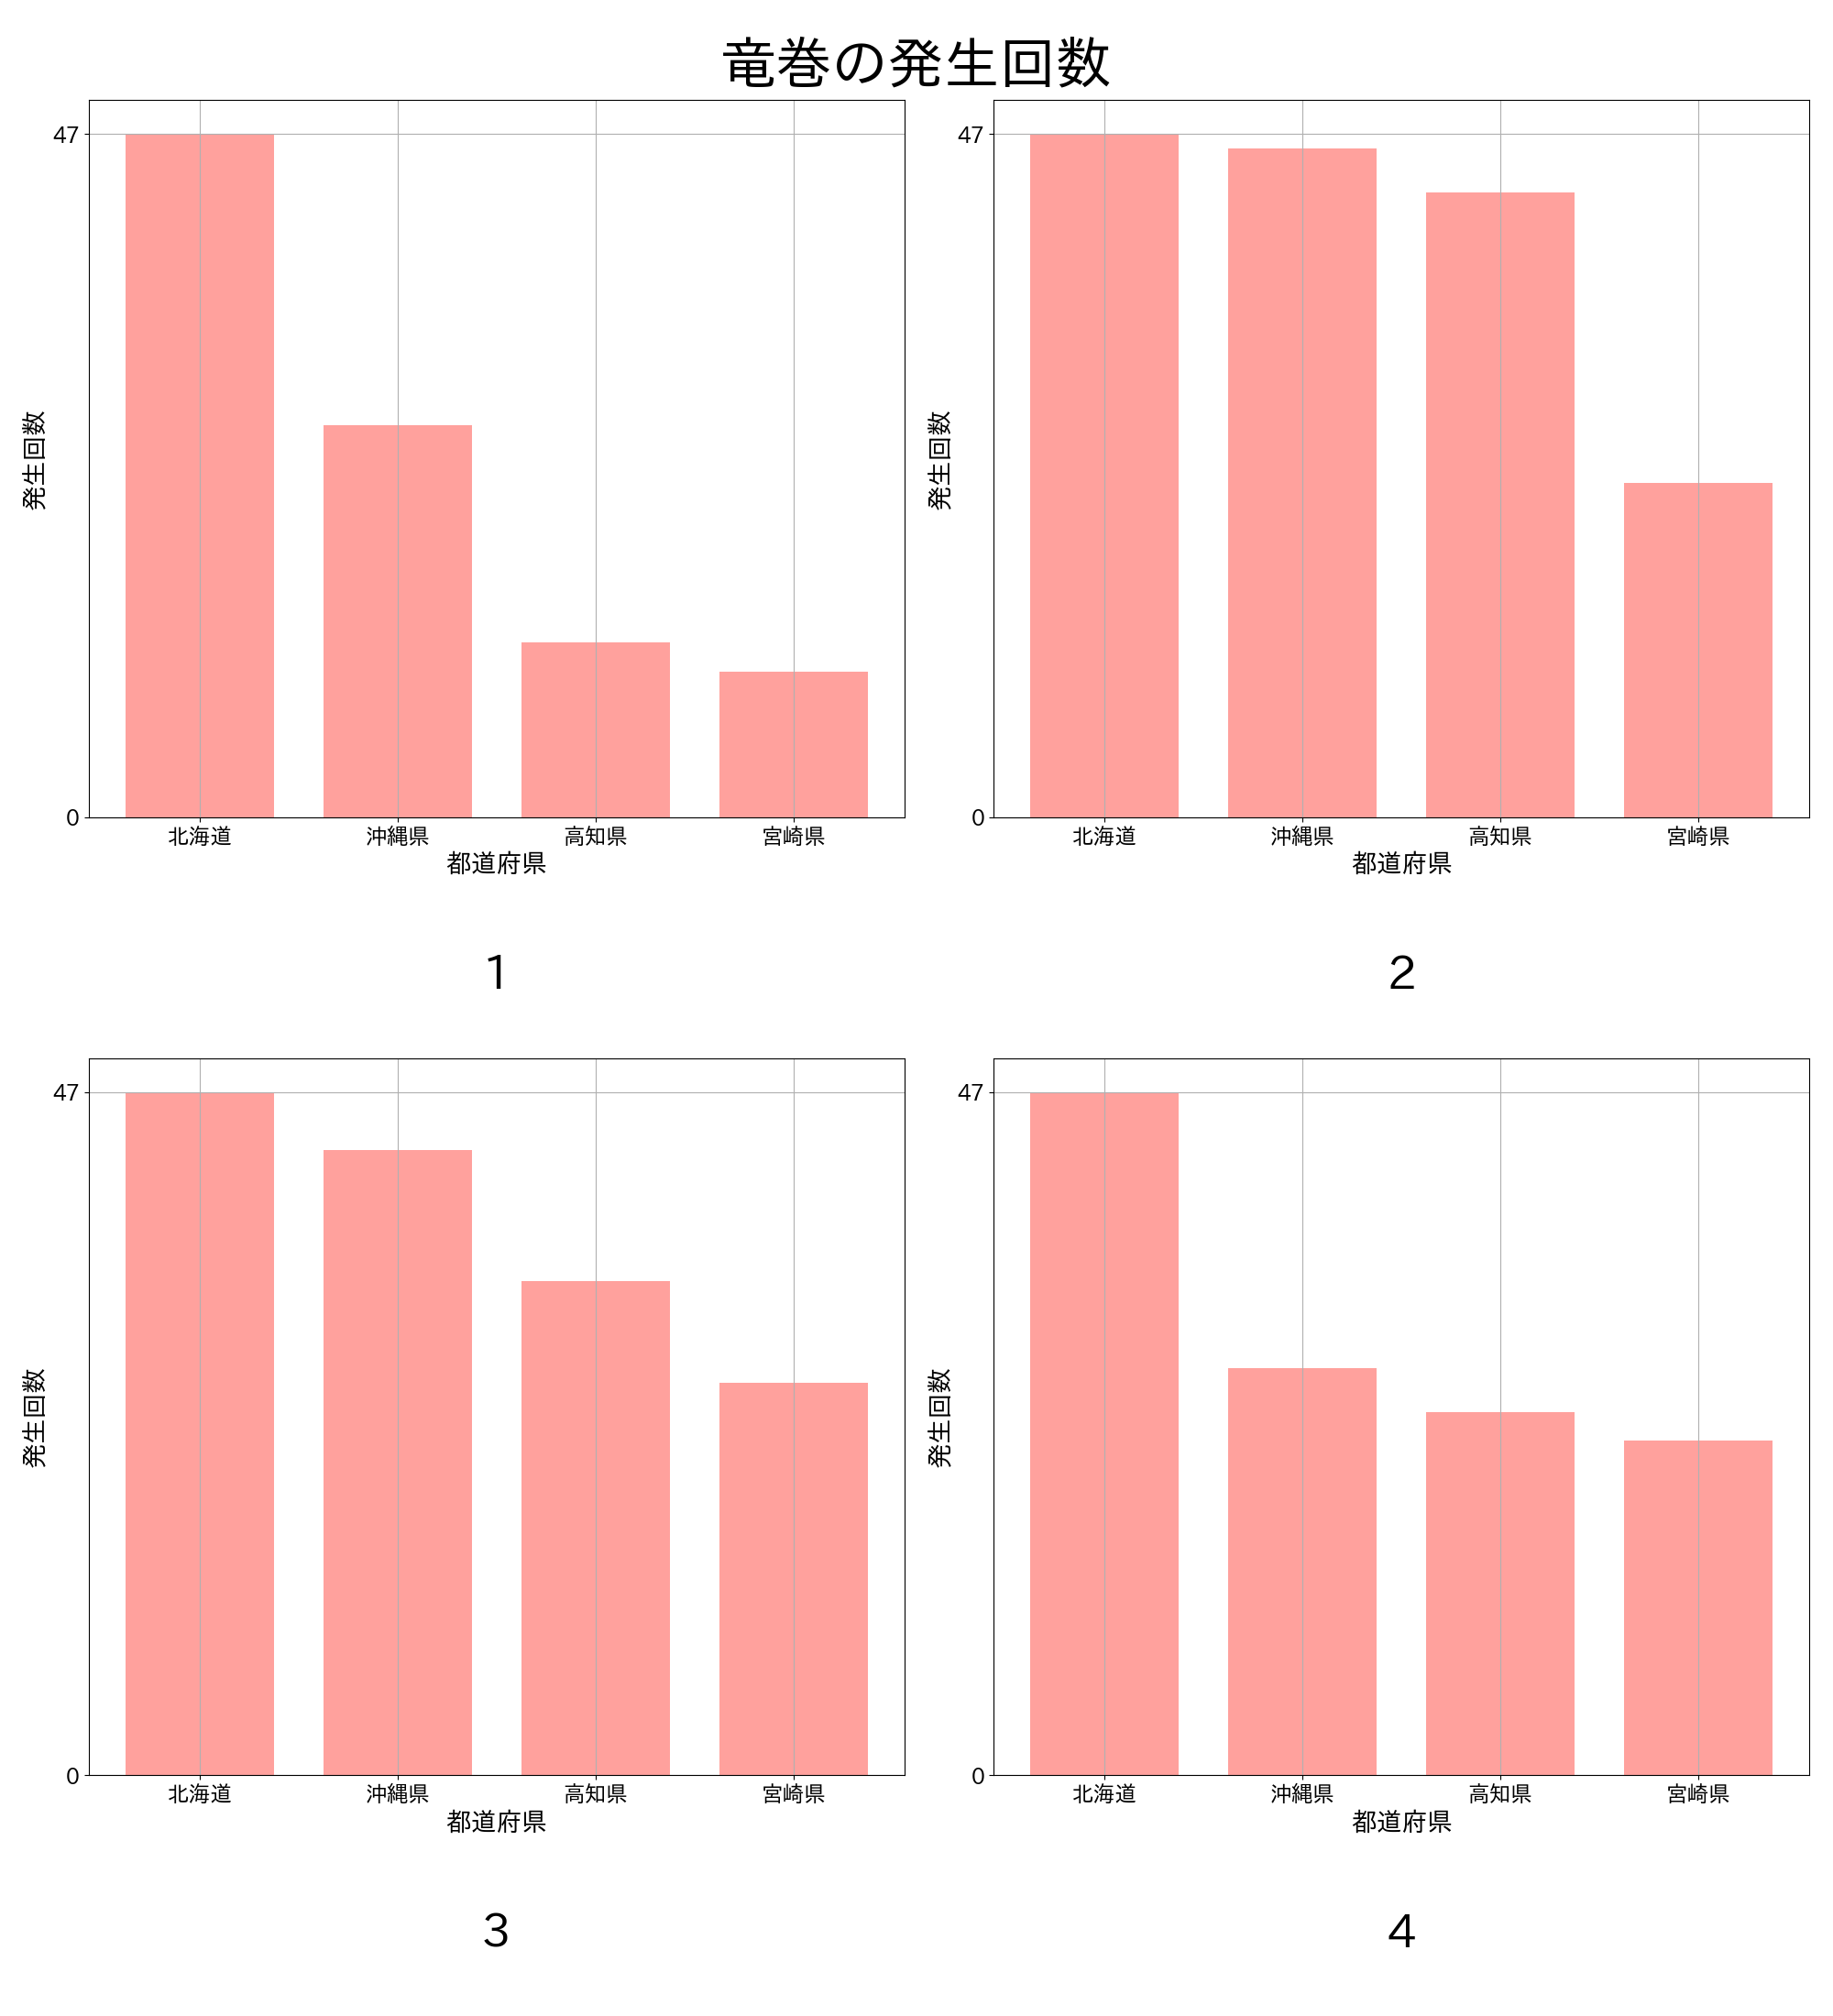 竜巻の発生回数
47
0
発生回数
北海道 沖縄県 高知県 宮崎県
都道府県
1
47
0
発生回数
北海道 沖縄県 高知県 宮崎県
都道府県
2
47
0
発生回数
北海道 沖縄県 高知県 宮崎県
都道府県
3
47
0
発生回数
北海道 沖縄県 高知県 宮崎県
都道府県
4